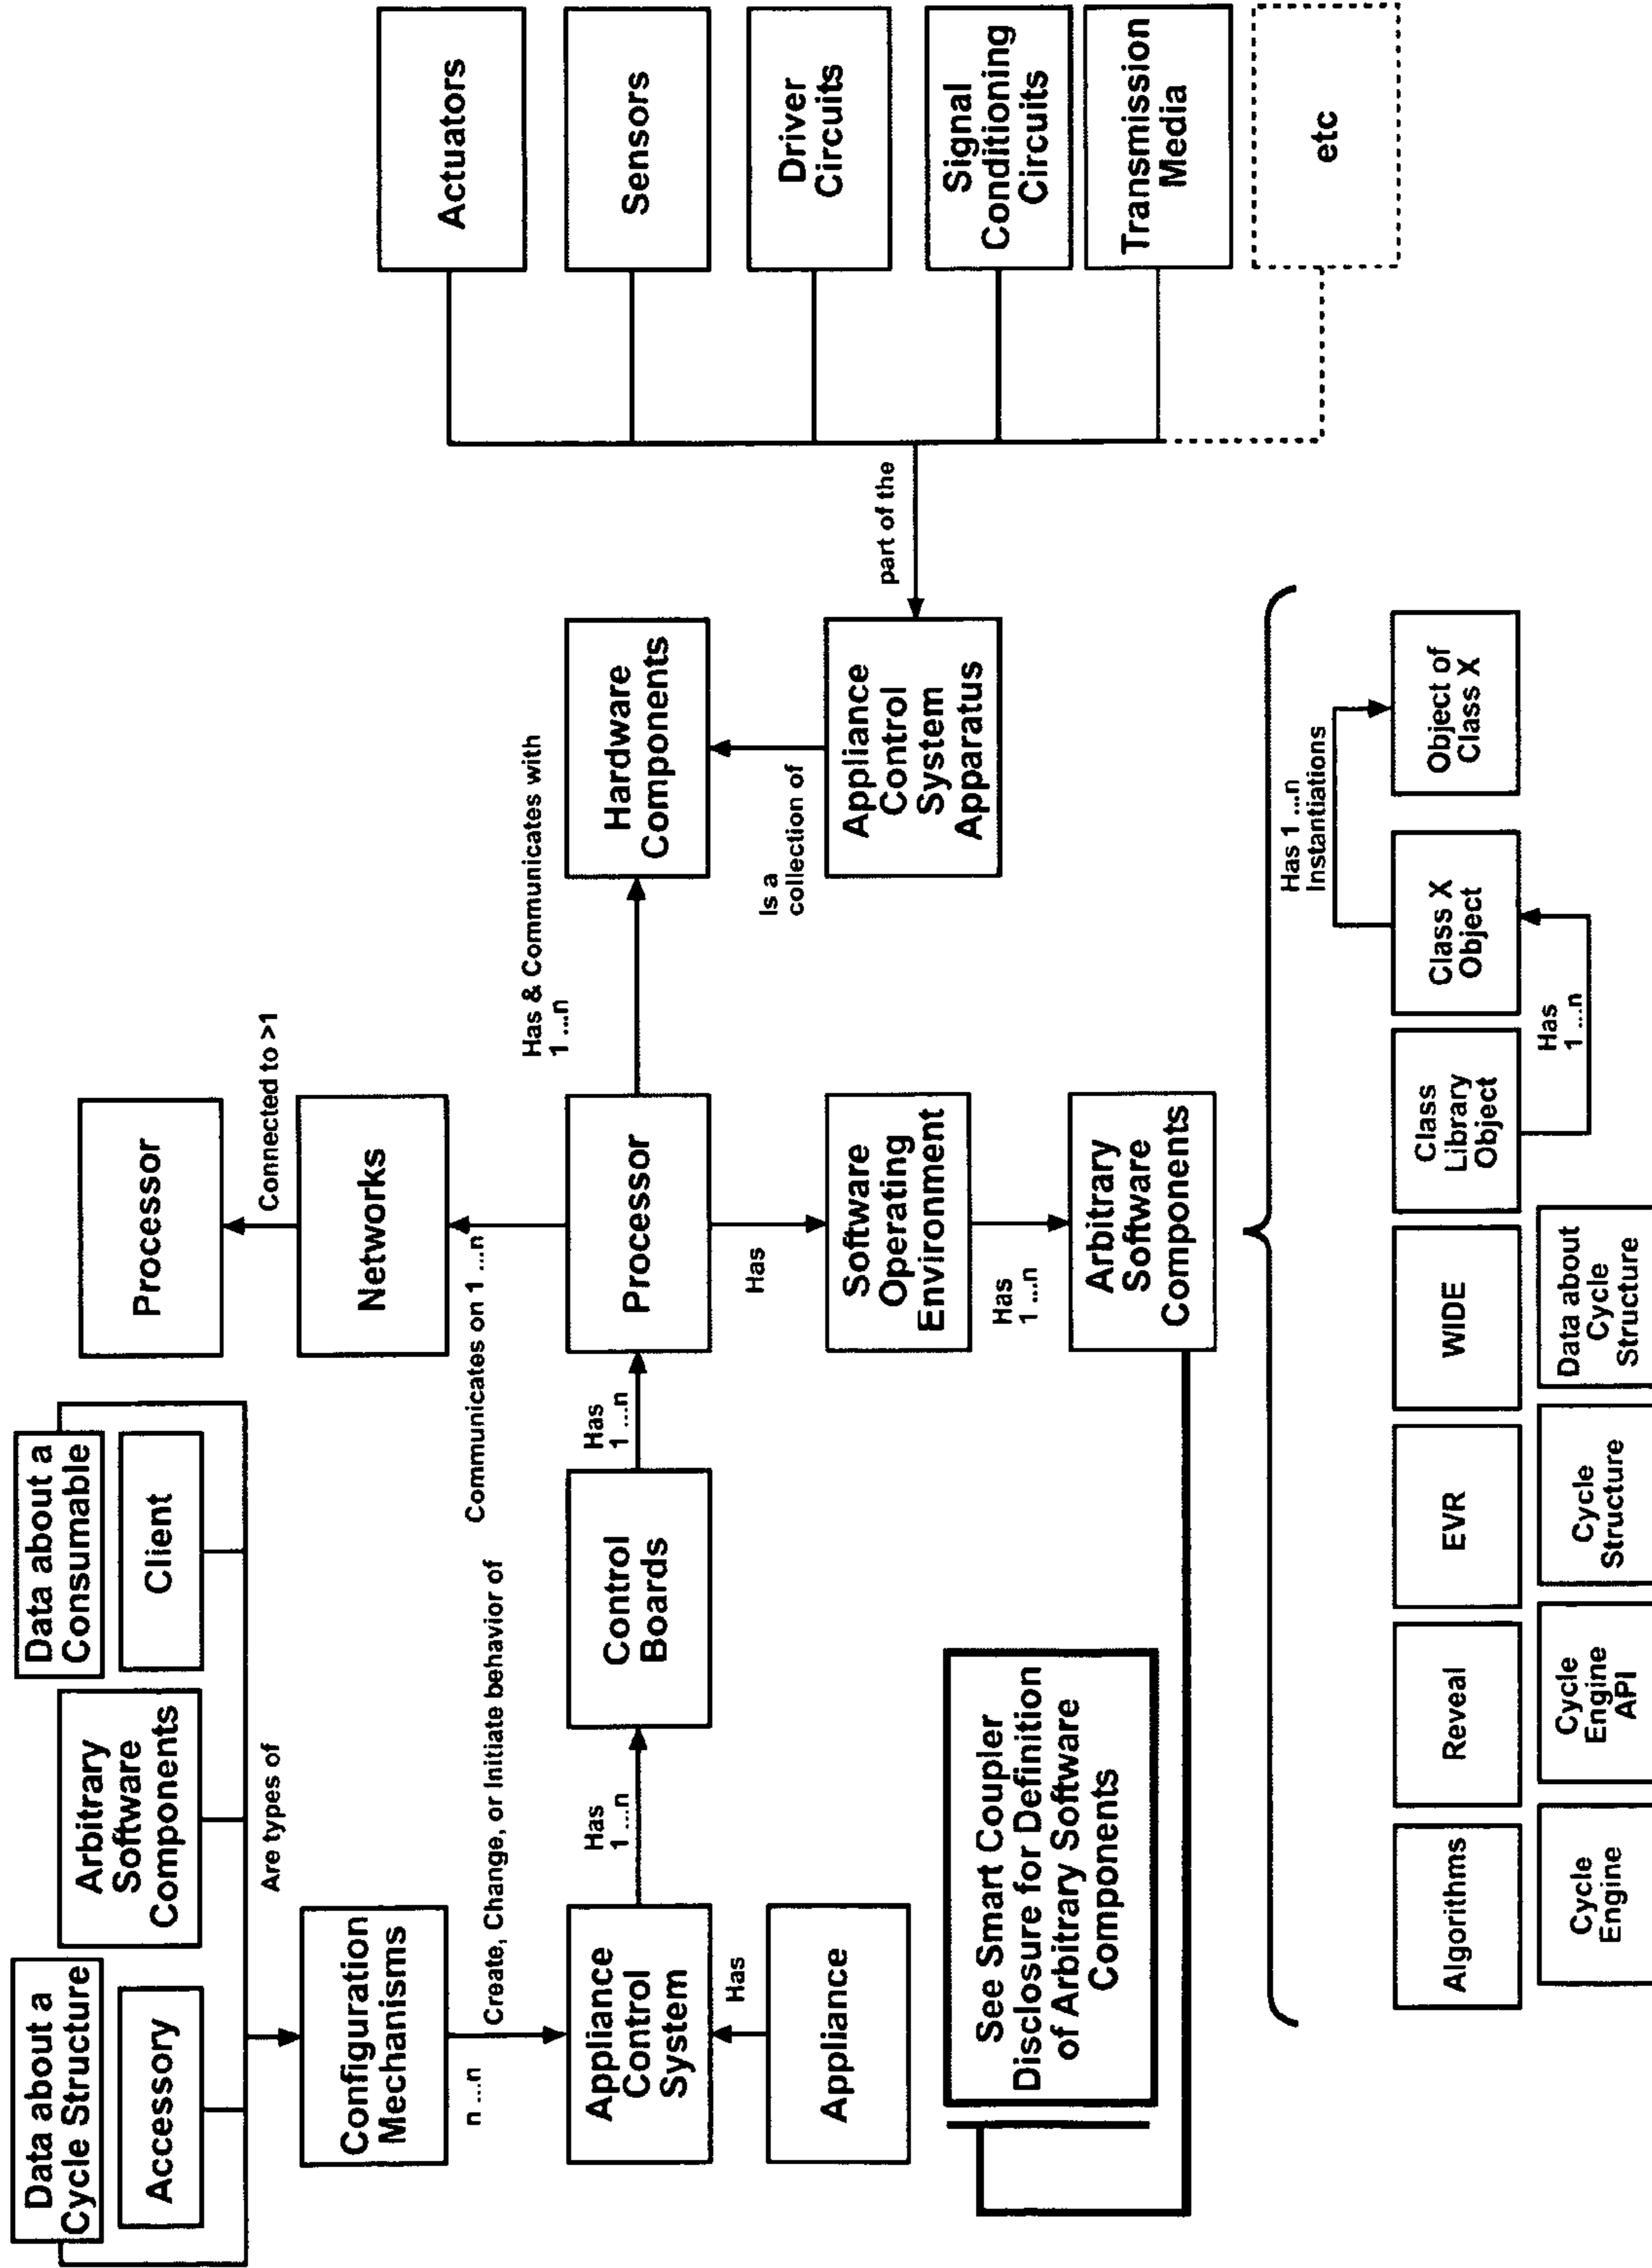 Data about a
Cycle Structure
Accessory
Arbitrary
Software
Components
Data about a
Consumable
Client
Are types of
Configuration
Mechanisms
n ...n
Create, Change, or Initiate behavior of
Appliance
Control
System
Has
Appliance
Has
1 ...n
Control
Boards
Has
1 ...n
Processor
Communicates on 1 ...n
Networks
Connected to >1
Processor
Has
Software
Operating
Environment
Has
1 ...n
Arbitrary
Software
Components
Has & Communicates with
1 ...n
Hardware
Components
Is a
collection of
Appliance
Control
System
Apparatus
part of the
Actuators
Sensors
Driver
Circuits
Signal
Conditioning
Circuits
Transmission
Media
etc
See Smart Coupler
Disclosure for Definition
of Arbitrary Software
Components
Algorithms
Reveal
EVR
WIDE
Class
Library
Object
Has
1 ...n
Class X
Object
Has 1 ...n
Instantiations
Object of
Class X
Cycle
Engine
Cycle
Engine
API
Cycle
Structure
Data about
Cycle
Structure